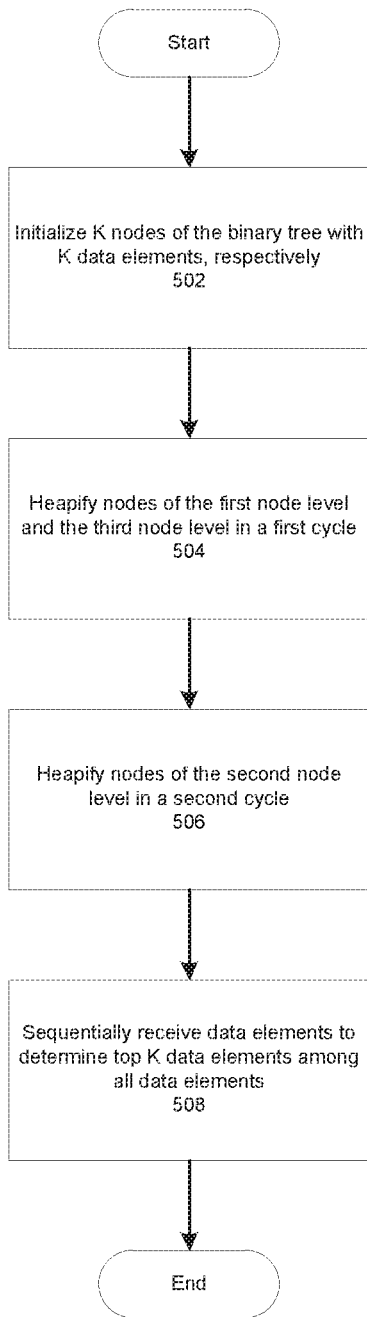 Start
Initialize K nodes of the binary tree with
K data elements, respectively
502
Heapify nodes of the first node level
and the third node level in a first cycle
504
Heapify nodes of the second node
level in a second cycle
506
Sequentially receive data elements to
determine top K data elements among
all data elements
508
End